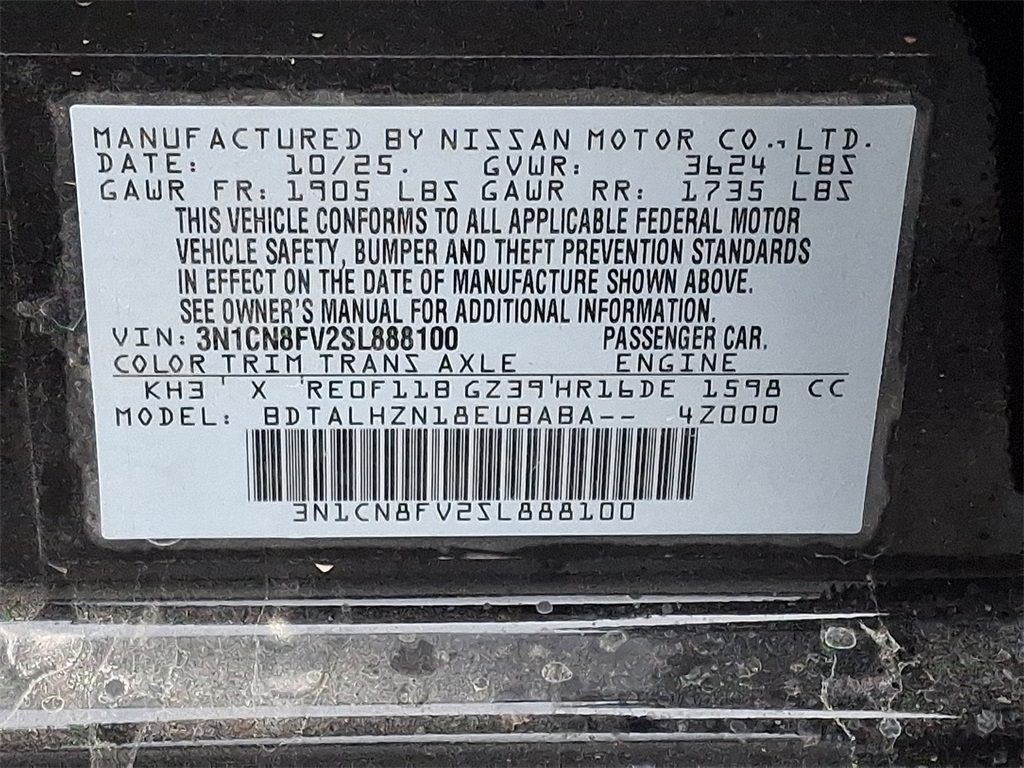 MANUFACTURED BY NISSAN MOTOR CO., LTD.
DATE: 10/25. GVWR: 3624 LBS
GAWR FR: 1905 LBS GAWR RR: 1735 LBS
THIS VEHICLE CONFORMS TO ALL APPLICABLE FEDERAL MOTOR
VEHICLE SAFETY, BUMPER AND THEFT PREVENTION STANDARDS
IN EFFECT ON THE DATE OF MANUFACTURE SHOWN ABOVE.
SEE OWNER'S MANUAL FOR ADDITIONAL INFORMATION.
VIN: 3N1CN8FV2SL888100 PASSENGER CAR.
COLOR TRIM TRANS AXLE ENGINE
KH3 ' X 'RE0F11B GZ39'HR16DE 1598 CC
MODEL: BDTALHZN18EUBABA-- 4Z000
3N1CN8FV2SL888100